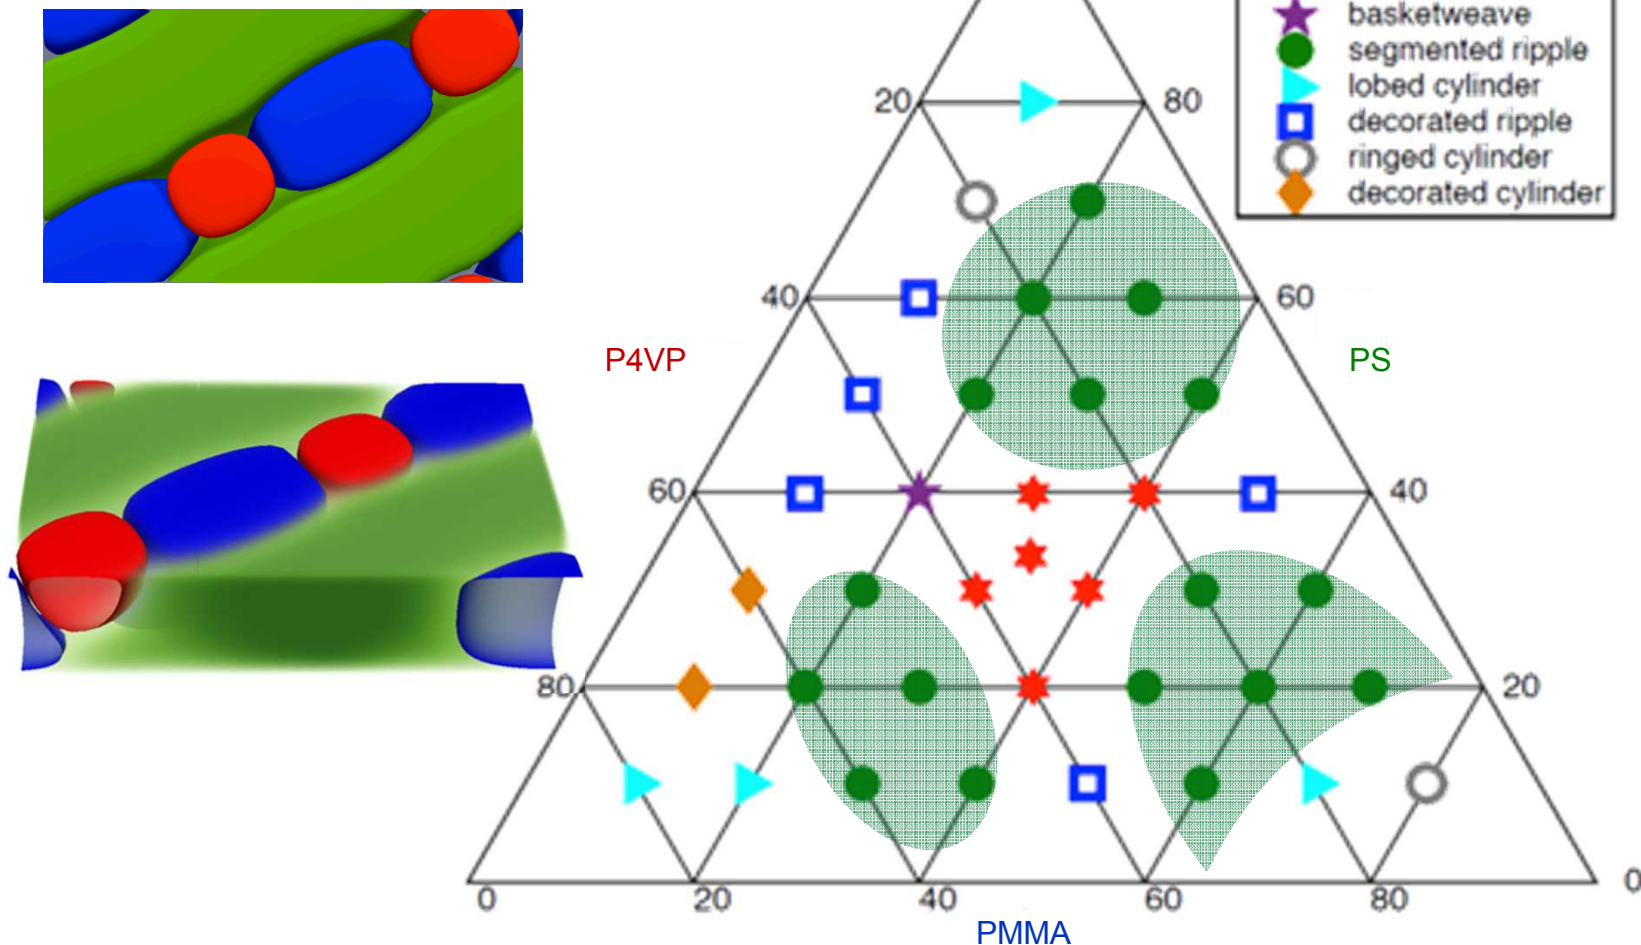 basketweave
segmented ripple
lobed cylinder
decorated ripple
ringed cylinder
decorated cylinder
20 80
40 60
P4VP PS
60 40
80 20
0
0 20 40 60 80
PMMA